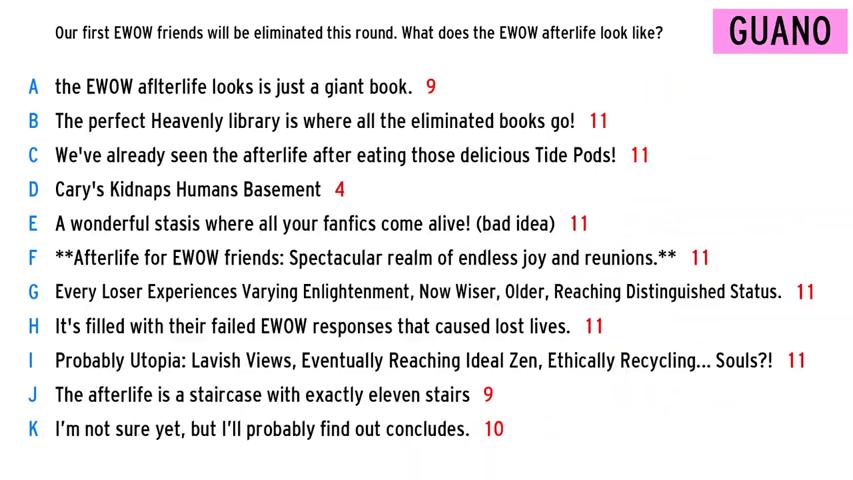 Our first EWOW friends will be eliminated this round. What does the EWOW afterlife look like?
GUANO
A the EWOW aflterlife looks is just a giant book. 9
B The perfect Heavenly library is where all the eliminated books go! 11
C We've already seen the afterlife after eating those delicious Tide Pods! 11
D Cary's Kidnaps Humans Basement 4
E A wonderful stasis where all your fanfics come alive! (bad idea) 11
F **Afterlife for EWOW friends: Spectacular realm of endless joy and reunions.** 11
G Every Loser Experiences Varying Enlightenment, Now Wiser, Older, Reaching Distinguished Status. 11
H It's filled with their failed EWOW responses that caused lost lives. 11
I Probably Utopia: Lavish Views, Eventually Reaching Ideal Zen, Ethically Recycling... Souls?! 11
J The afterlife is a staircase with exactly eleven stairs 9
K I'm not sure yet, but I'll probably find out concludes. 10